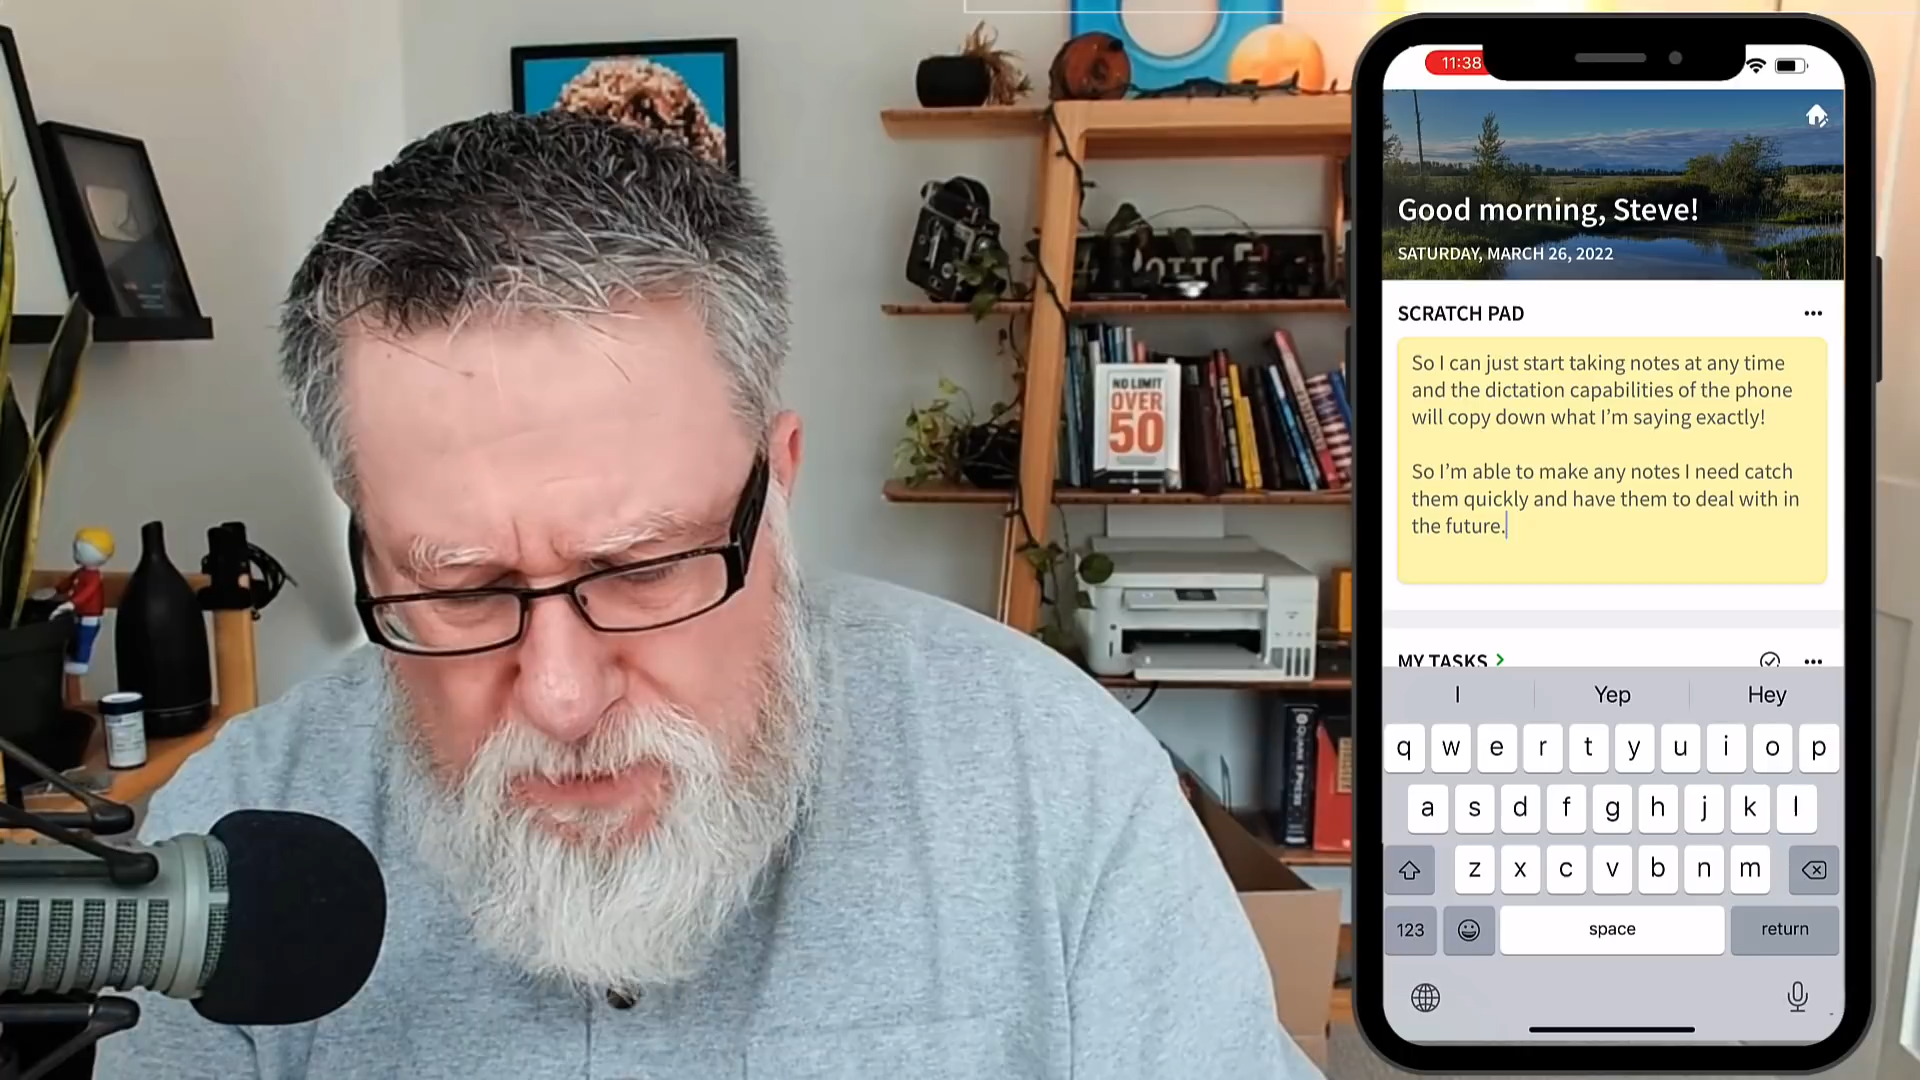 11:38
Good morning, Steve!
SATURDAY, MARCH 26, 2022
SCRATCH PAD
So I can just start taking notes at any time
and the dictation capabilities of the phone
will copy down what I’m saying exactly!
So I’m able to make any notes I need catch
them quickly and have them to deal with in
the future.
MY TASKS
I Yep Hey
q w e r t y u i o p
a s d f g h j k l
z x c v b n m
123 space return
NO LIMIT
OVER
50